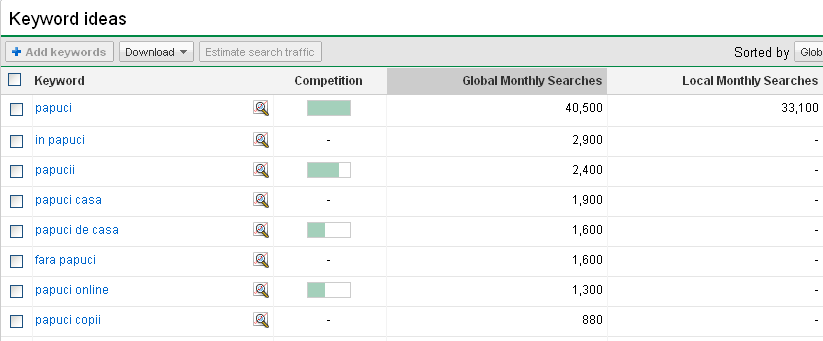 Keyword ideas
Add keywords Download Estimate search traffic Sorted by Globa
Keyword Competition Global Monthly Searches Local Monthly Searches
papuci 40,500 33,100
in papuci - 2,900 -
papucii 2,400 -
papuci casa - 1,900 -
papuci de casa 1,600 -
fara papuci - 1,600 -
papuci online 1,300 -
papuci copii - 880 -